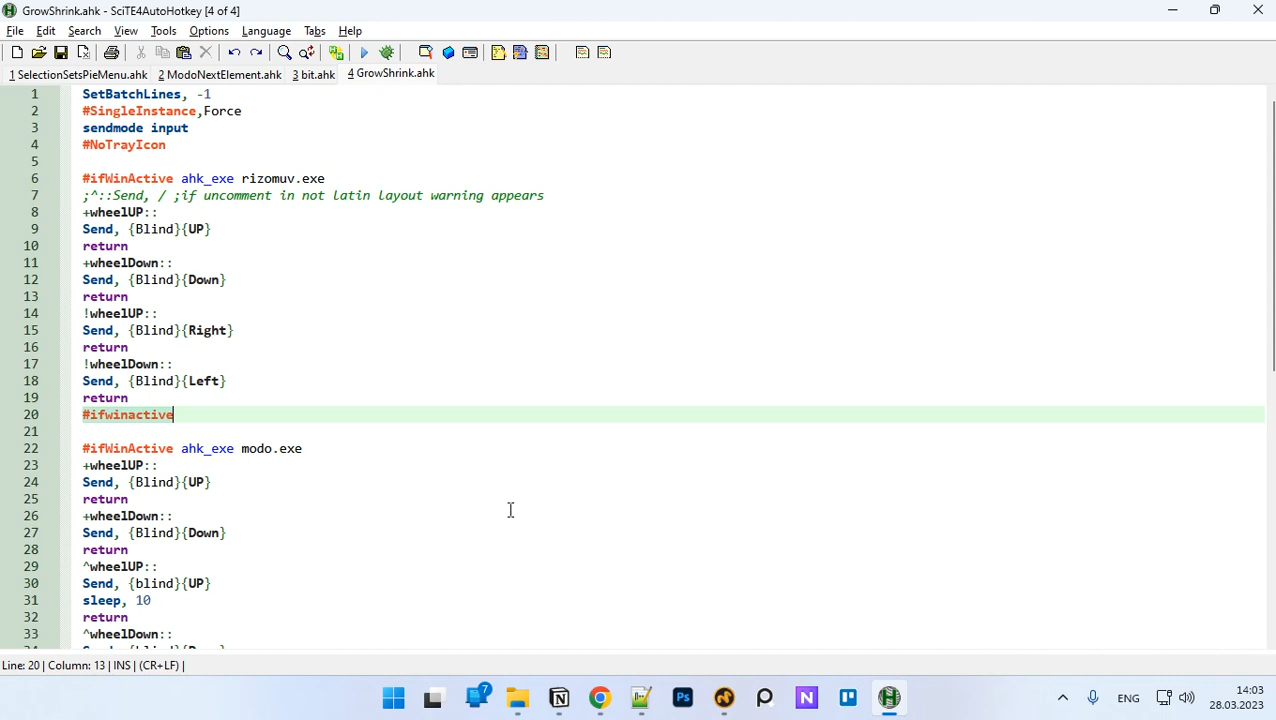 GrowShrink.ahk - SciTE4AutoHotkey [4 of 4]
File Edit Search View Tools Options Language Tabs Help
1 SelectionSetsPieMenu.ahk 2 ModoNextElement.ahk 3 bit.ahk 4 GrowShrink.ahk
1 SetBatchLines, -1
2 #SingleInstance,Force
3 sendmode input
4 #NoTrayIcon
5
6 #ifWinActive ahk_exe rizomuv.exe
7 ;^::Send, / ;if uncomment in not latin layout warning appears
8 +wheelUP::
9 Send, {Blind}{UP}
10 return
11 +wheelDown::
12 Send, {Blind}{Down}
13 return
14 !wheelUP::
15 Send, {Blind}{Right}
16 return
17 !wheelDown::
18 Send, {Blind}{Left}
19 return
20 #ifwinactive
21
22 #ifWinActive ahk_exe modo.exe
23 +wheelUP::
24 Send, {Blind}{UP}
25 return
26 +wheelDown::
27 Send, {Blind}{Down}
28 return
29 ^wheelUP::
30 Send, {blind}{UP}
31 sleep, 10
32 return
33 ^wheelDown::
Line: 20 | Column: 13 | INS | (CR+LF) |
7
Ps
N
ENG
14:03
28.03.2023